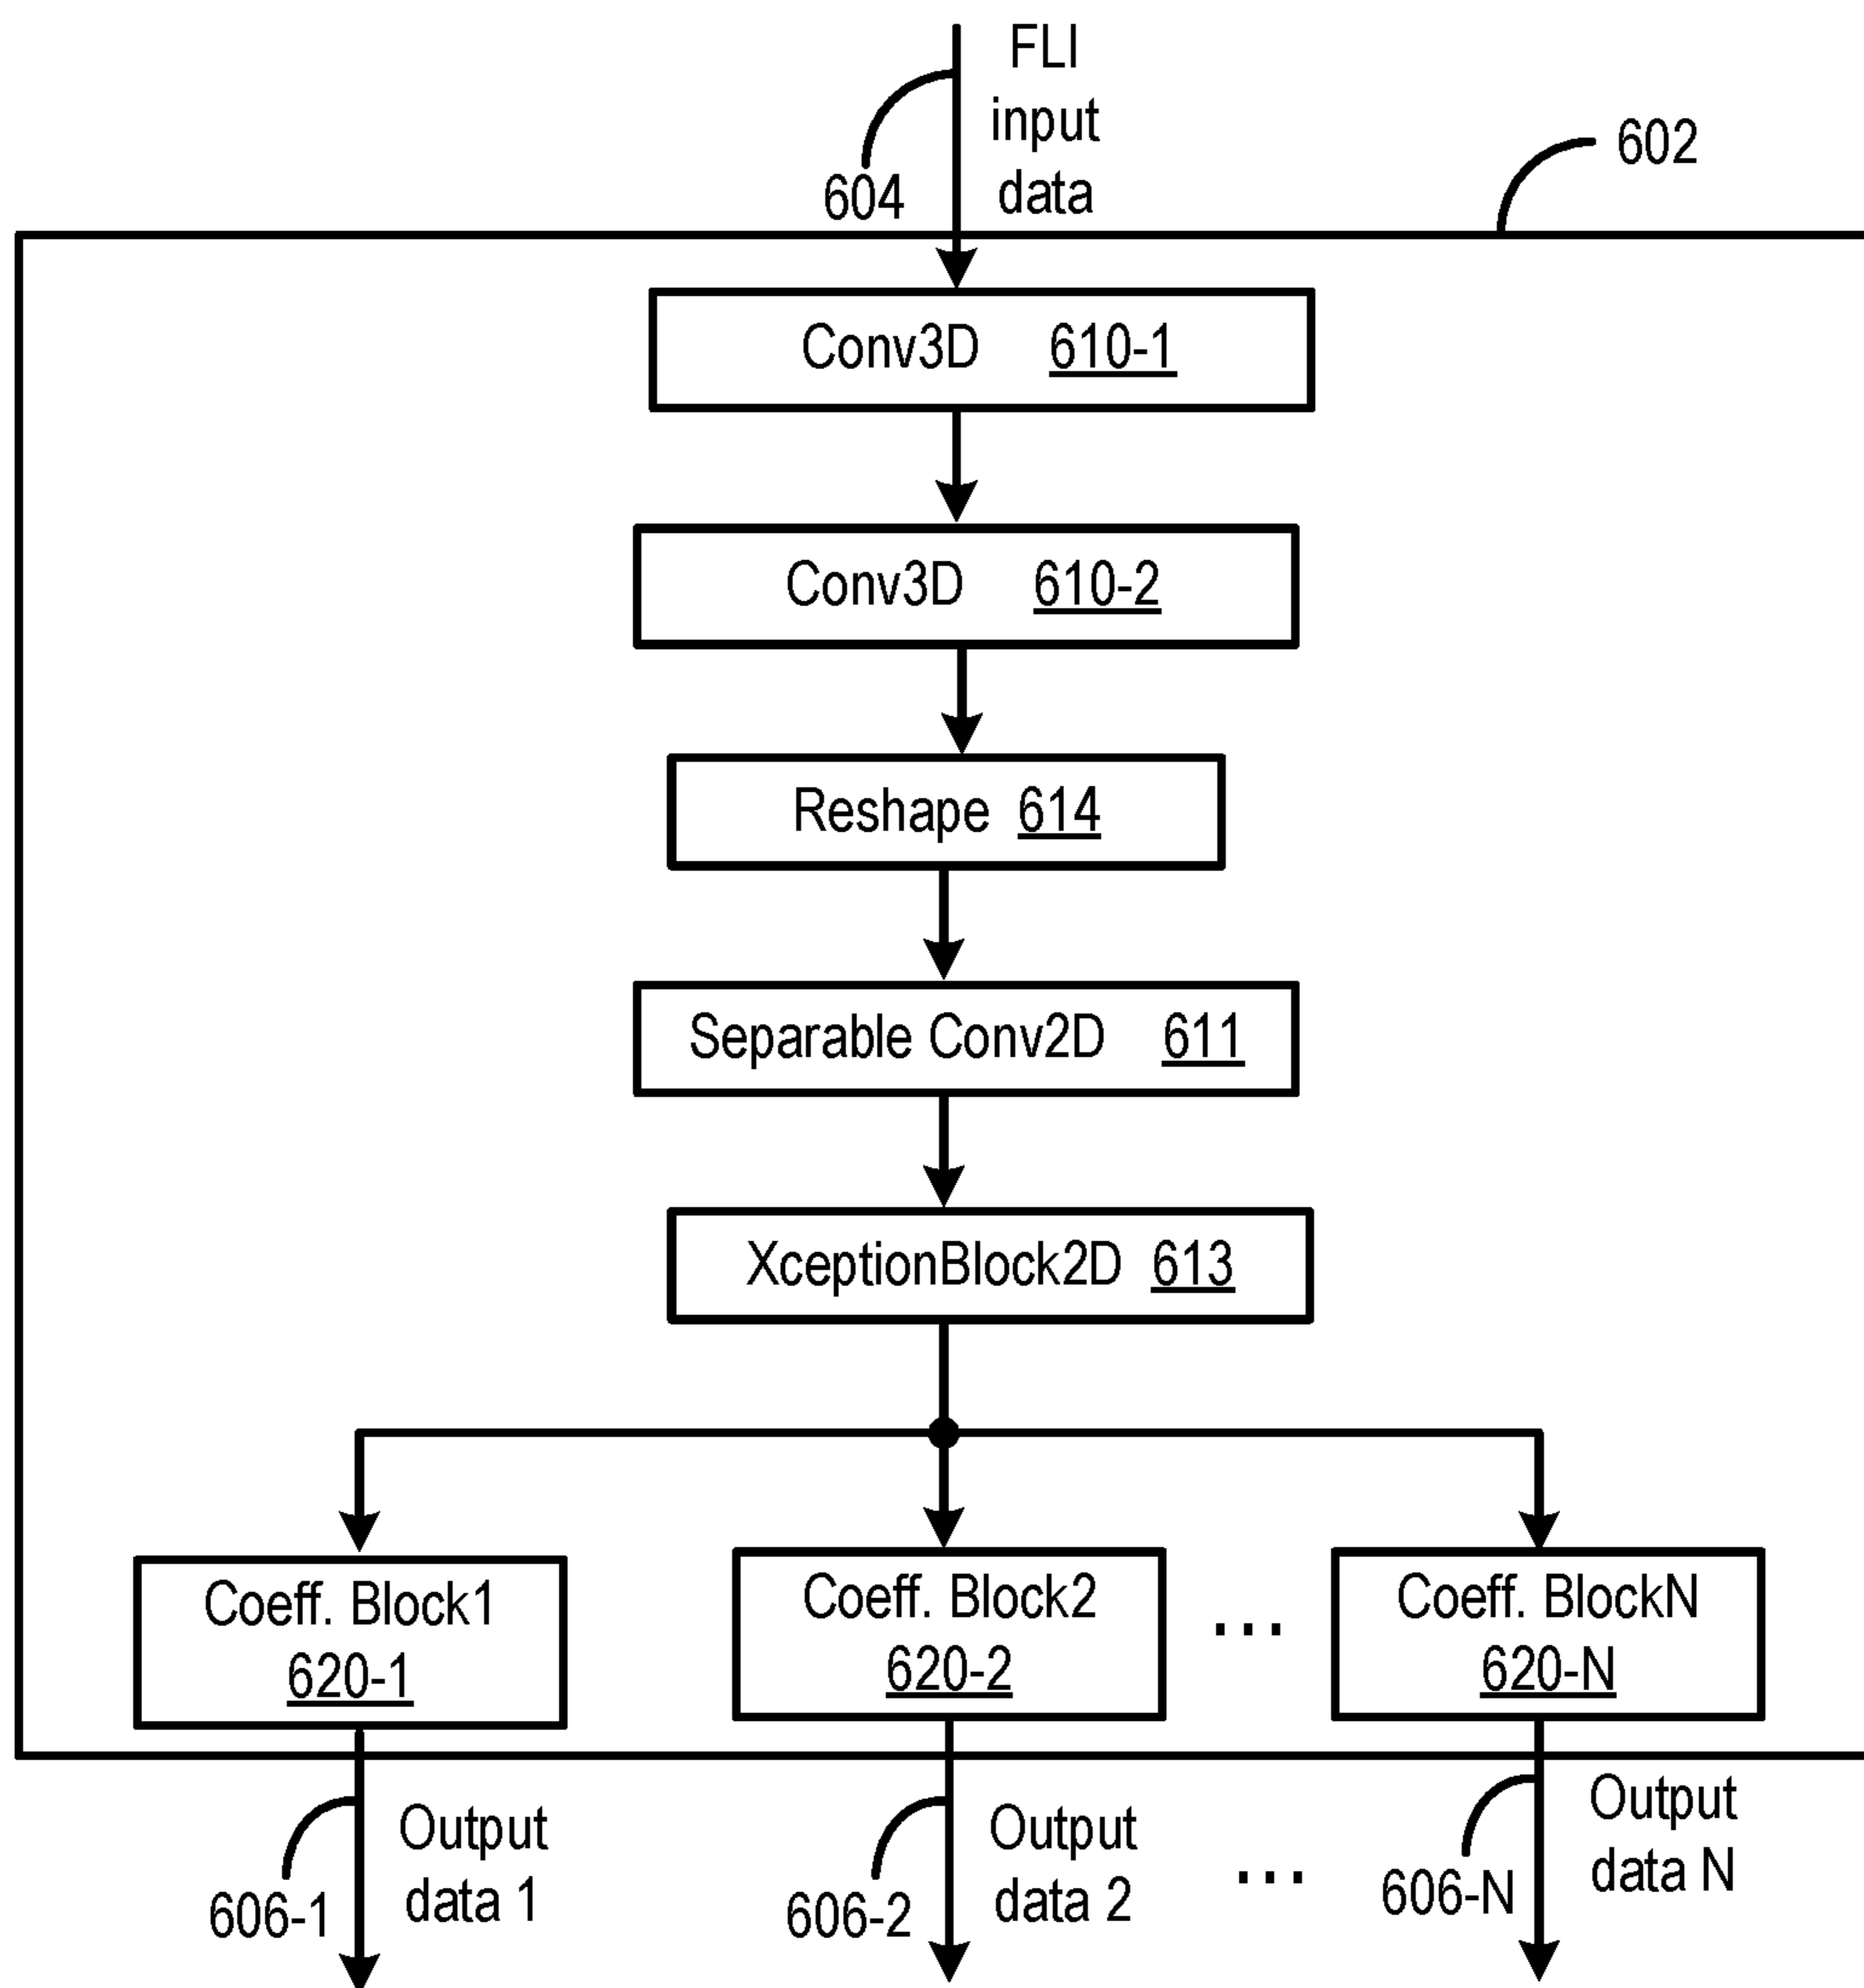 FLI
input
data
604
602
Conv3D 610-1
Conv3D 610-2
Reshape 614
Separable Conv2D 611
XceptionBlock2D 613
Coeff. Block1
620-1
Coeff. Block2
620-2
...
Coeff. BlockN
620-N
Output
data 1
606-1
Output
data 2
606-2
...
Output
data N
606-N